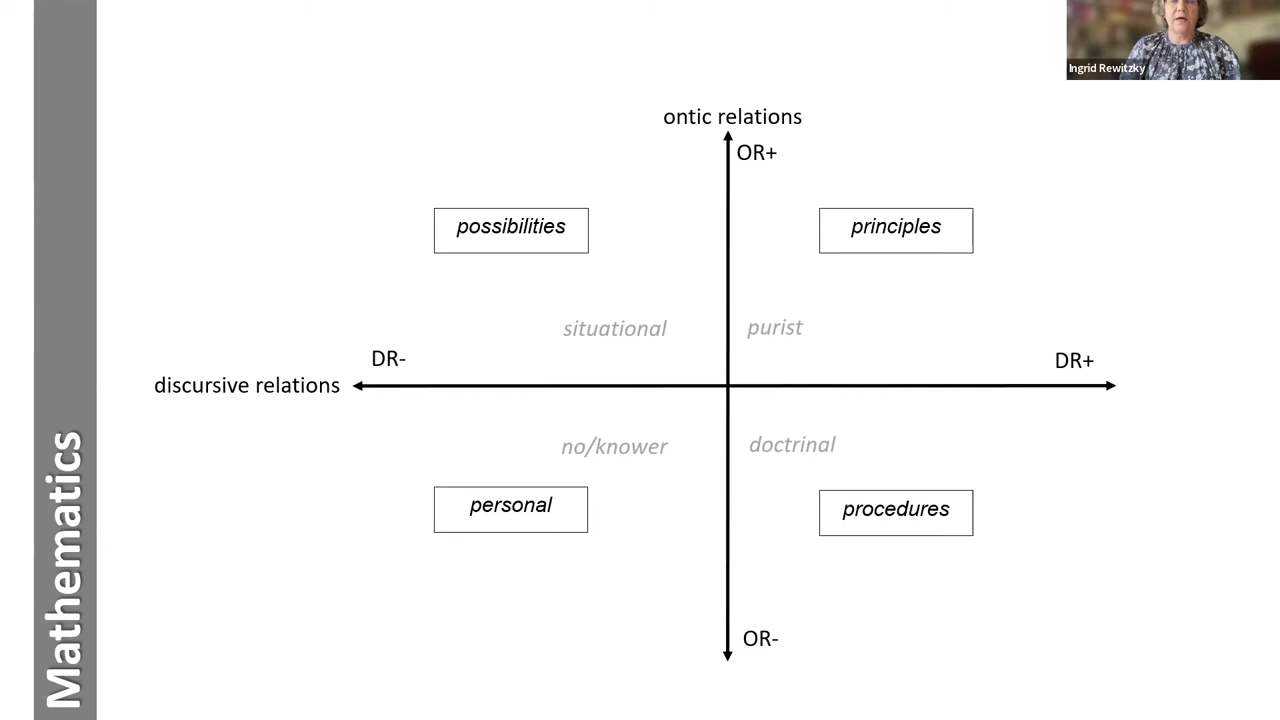 Ingrid Rewitzky
ontic relations
OR+
possibilities
principles
situational
purist
DR-
DR+
discursive relations
no/knower
doctrinal
personal
procedures
OR-
Mathematics